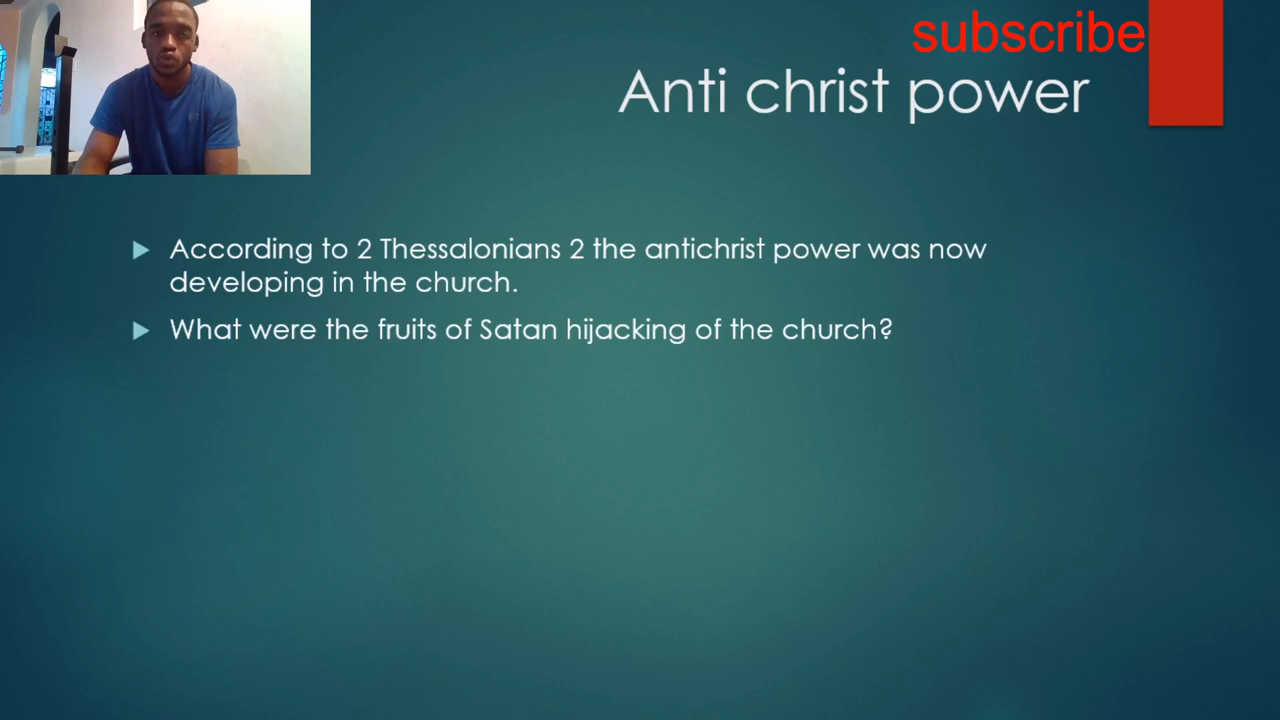 subscribe
Anti christ power
According to 2 Thessalonians 2 the antichrist power was now
developing in the church.
What were the fruits of Satan hijacking of the church?